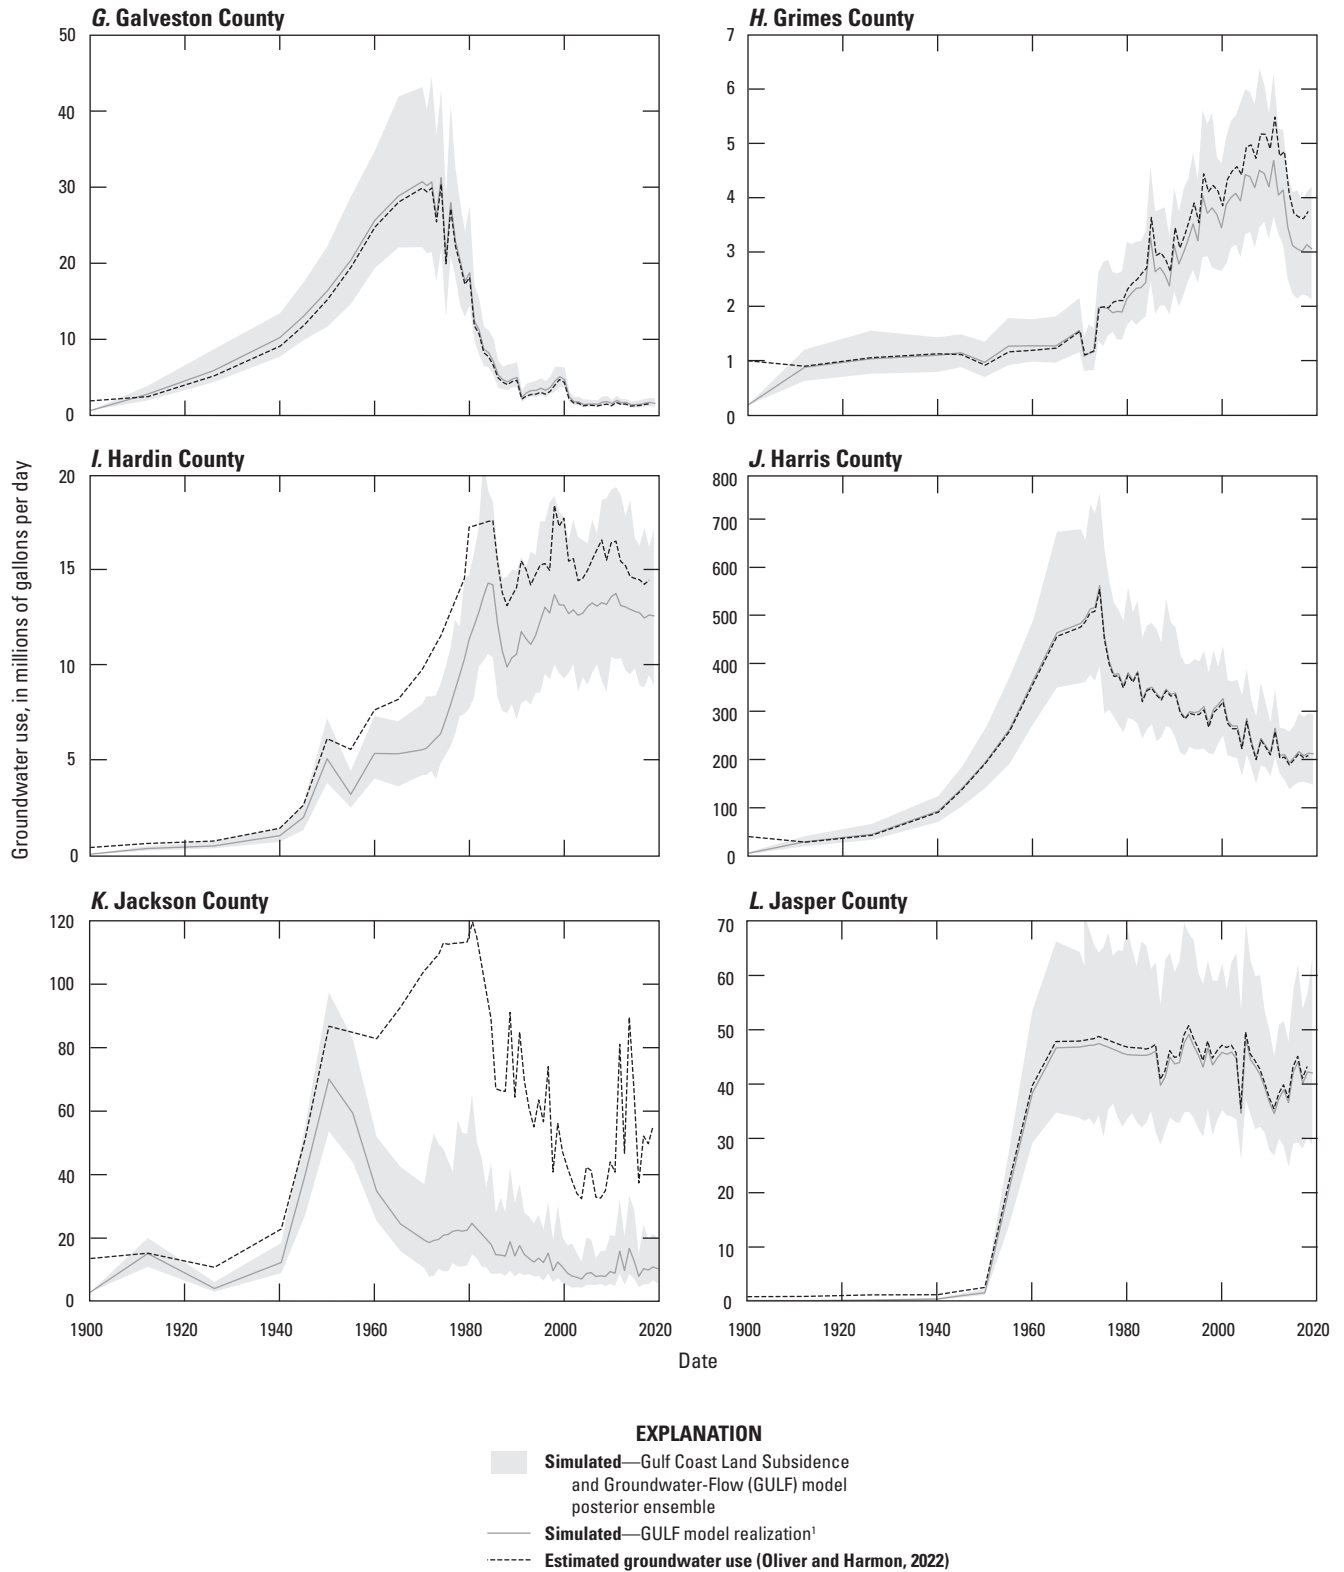 G. Galveston County
50
40
30
20
10
0
H. Grimes County
7
6
5
4
3
2
1
0
I. Hardin County
20
15
10
5
0
J. Harris County
800
700
600
500
400
300
200
100
0
K. Jackson County
120
100
80
60
40
20
0
1900 1920 1940 1960 1980 2000 2020
L. Jasper County
70
60
50
40
30
20
10
0
1900 1920 1940 1960 1980 2000 2020
Groundwater use, in millions of gallons per day
Date
EXPLANATION
Simulated—Gulf Coast Land Subsidence
and Groundwater-Flow (GULF) model
posterior ensemble
Simulated—GULF model realization¹
Estimated groundwater use (Oliver and Harmon, 2022)